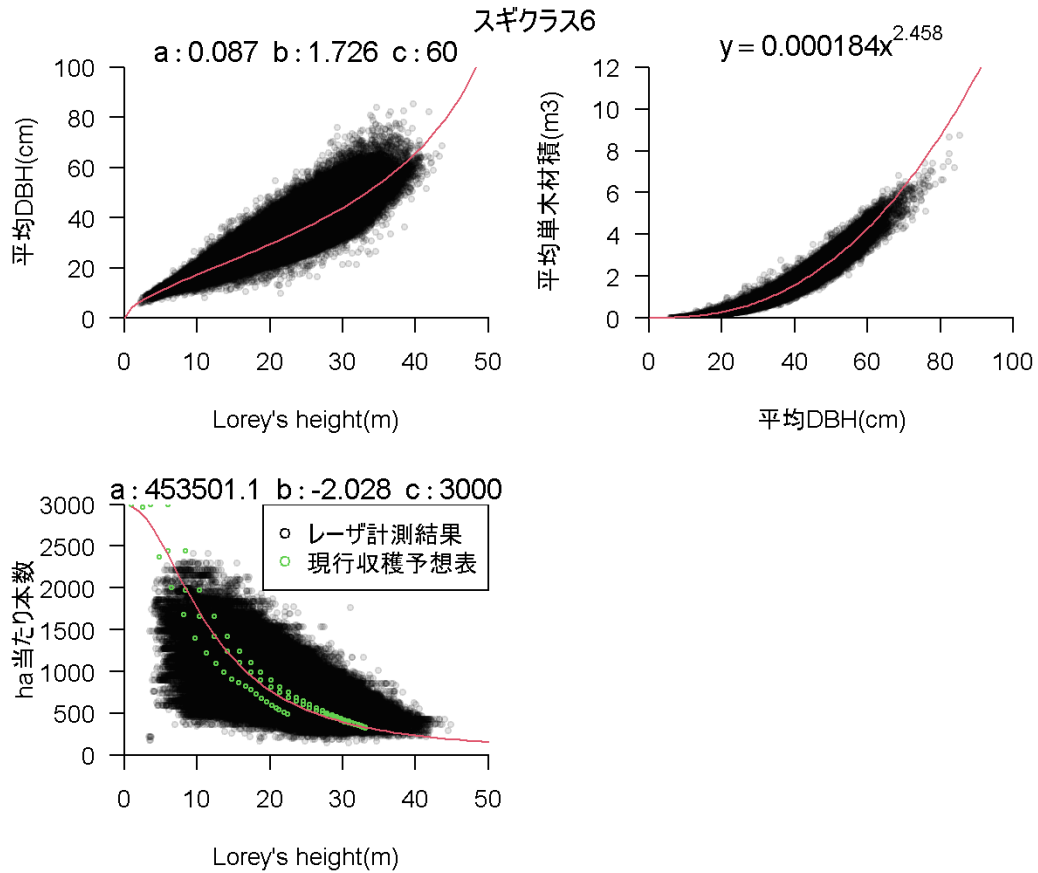 スギクラス6
a : 0.087 b : 1.726 c : 60
100
80
60
40
20
0
平均DBH(cm)
0 10 20 30 40 50
Lorey's height(m)
y = 0.000184x^2.458
12
10
8
6
4
2
0
平均単木材積(m3)
0 20 40 60 80 100
平均DBH(cm)
a : 453501.1 b : -2.028 c : 3000
3000
2500
2000
1500
1000
500
0
ha当たり本数
レーザ計測結果
現行収穫予想表
0 10 20 30 40 50
Lorey's height(m)